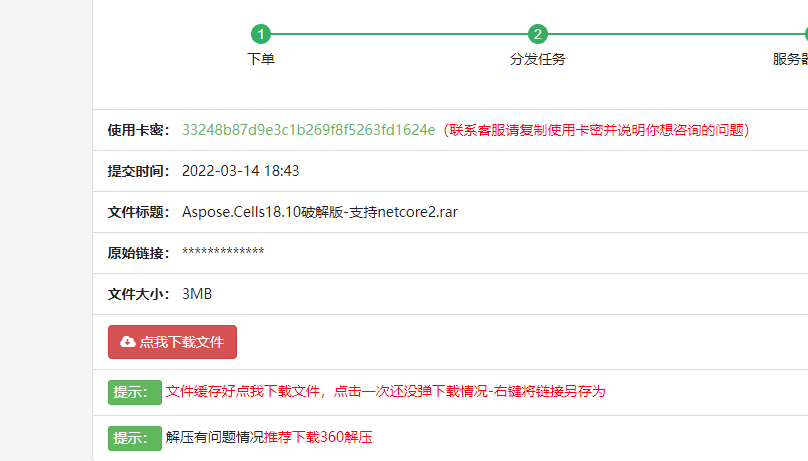 1 2
下单 分发任务 服务器
使用卡密： 33248b87d9e3c1b269f8f5263fd1624e（联系客服请复制使用卡密并说明你想咨询的问题）
提交时间： 2022-03-14 18:43
文件标题： Aspose.Cells18.10破解版-支持netcore2.rar
原始链接： *************
文件大小： 3MB
点我下载文件
提示： 文件缓存好点我下载文件，点击一次还没弹下载情况-右键将链接另存为
提示： 解压有问题情况推荐下载360解压